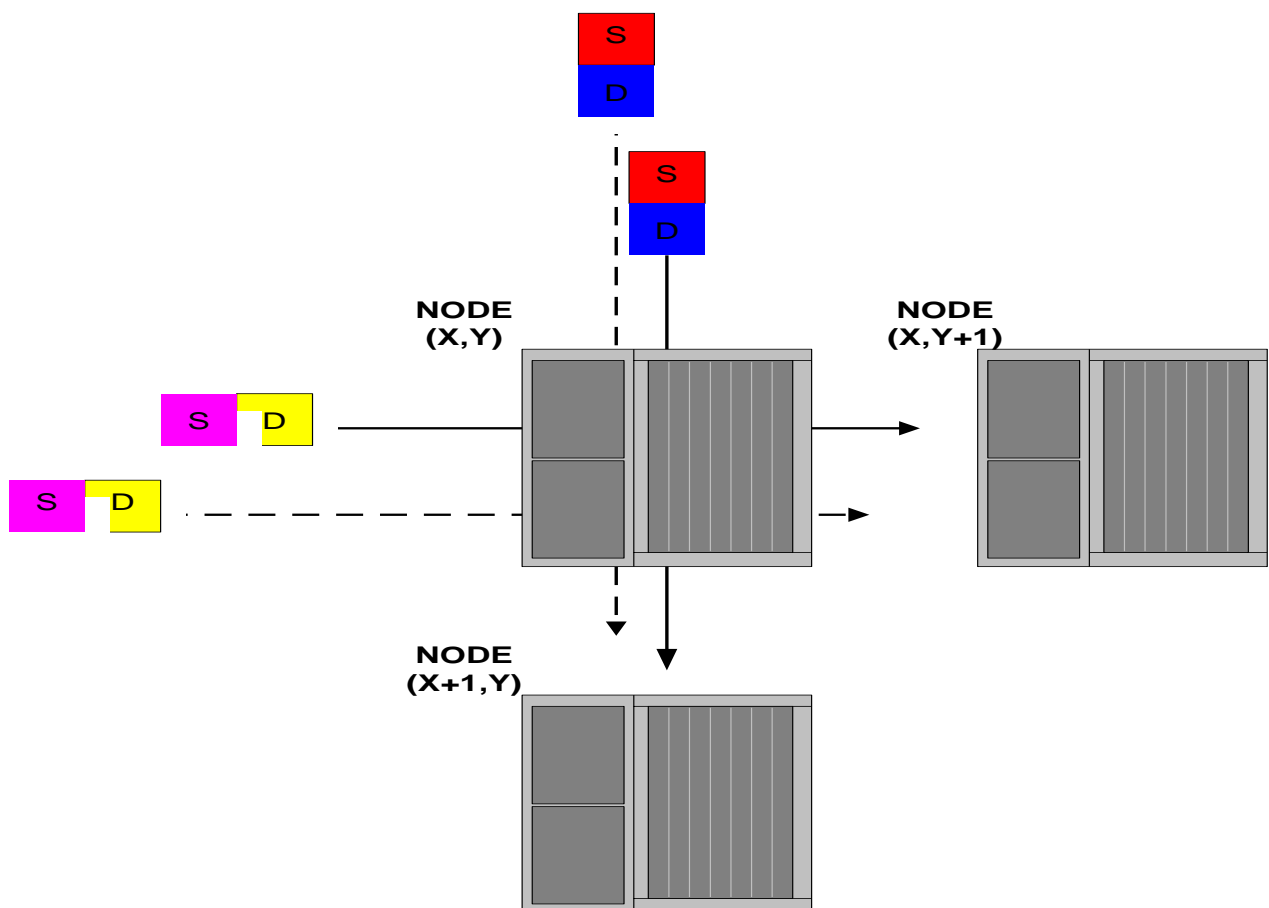 S
D
S
D
NODE
(X,Y)
NODE
(X,Y+1)
S D
S D
NODE
(X+1,Y)